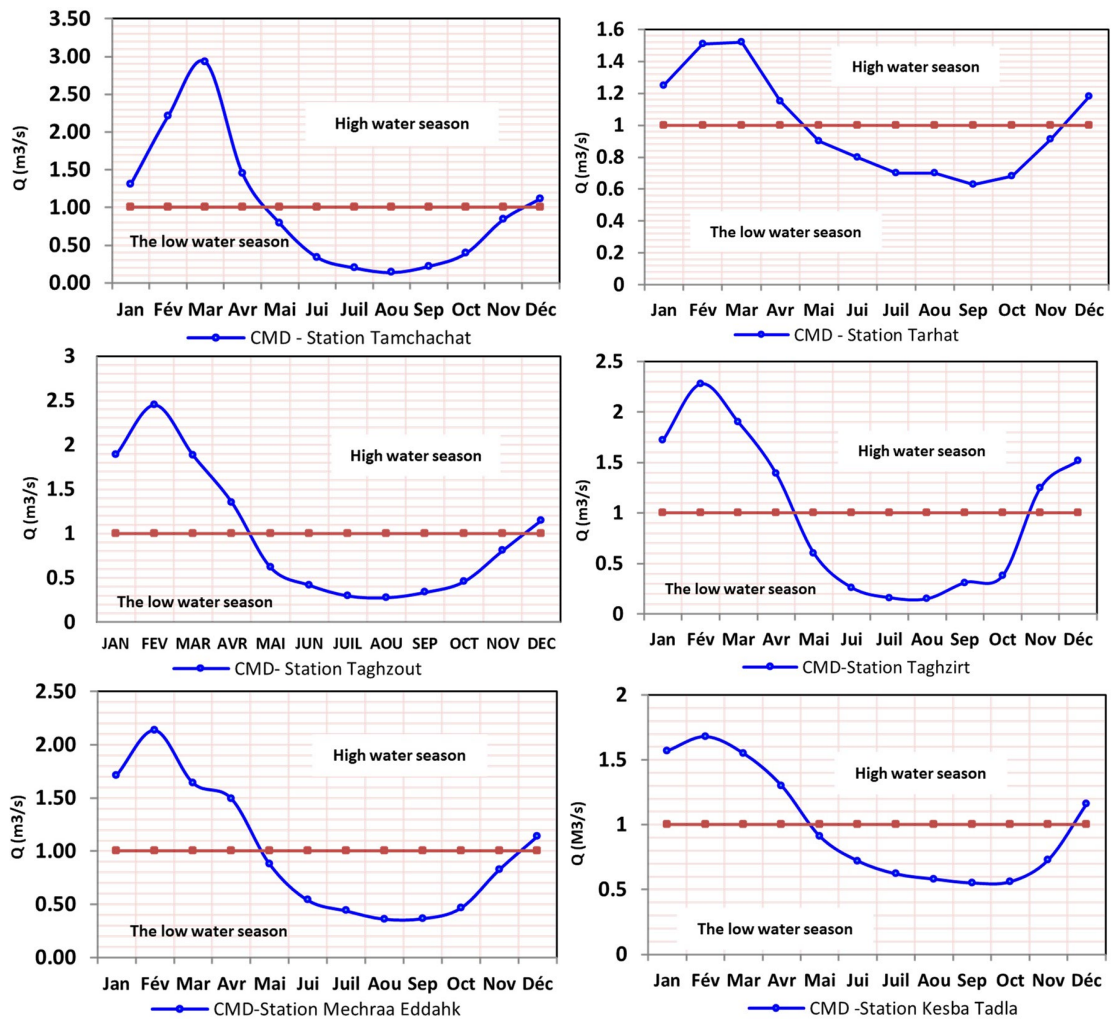 3.50
3.00
2.50
2.00
1.50
1.00
0.50
0.00
Q (m3/s)
High water season
The low water season
Jan Fév Mar Avr Mai Jui Juil Aou Sep Oct Nov Déc
CMD - Station Tamchachat
1.6
1.4
1.2
1
0.8
0.6
0.4
0.2
0
Q (m3/s)
High water season
The low water season
Jan Fév Mar Avr Mai Jui Juil Aou Sep Oct Nov Déc
CMD - Station Tarhat
3
2.5
2
1.5
1
0.5
0
Q (m3/s)
High water season
The low water season
JAN FEV MAR AVR MAI JUN JUIL AOU SEP OCT NOV DEC
CMD- Station Taghzout
2.5
2
1.5
1
0.5
0
Q (m3/s)
High water season
The low water season
Jan Fév Mar Avr Mai Jui Juil Aou Sep Oct Nov Déc
CMD-Station Taghzirt
2.50
2.00
1.50
1.00
0.50
0.00
Q (m3/s)
High water season
The low water season
Jan Fév Mar Avr Mai Jui Juil Aou Sep Oct Nov Déc
CMD-Station Mechraa Eddahk
2
1.5
1
0.5
0
Q (M3/s)
High water season
The low water season
Jan Fév Mar Avr Mai Jui Juil Aou Sep Oct Nov Déc
CMD -Station Kesba Tadla